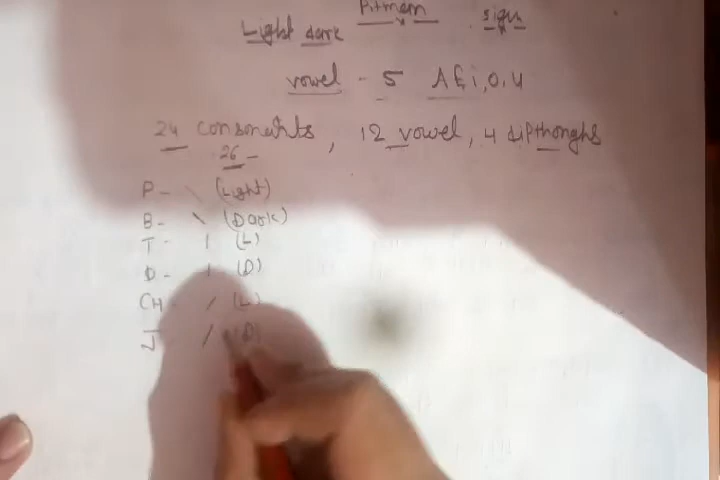 Pitman sign
Light dark
vowel - 5 A E, i, O, U
24 consonants, 12 vowel, 4 dipthonghs
26 -
P - \ (Light)
B - \ (Dark)
T - | (L)
D - | (D)
CH - / (L)
J - / (D)